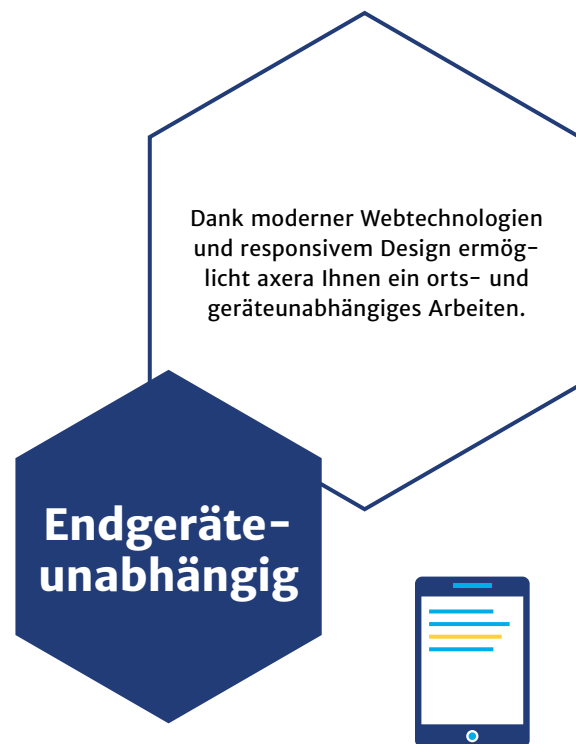 Dank moderner Webtechnologien
und responsivem Design ermög-
licht axera Ihnen ein orts- und
geräteunabhängiges Arbeiten.
Endgeräte-
unabhängig